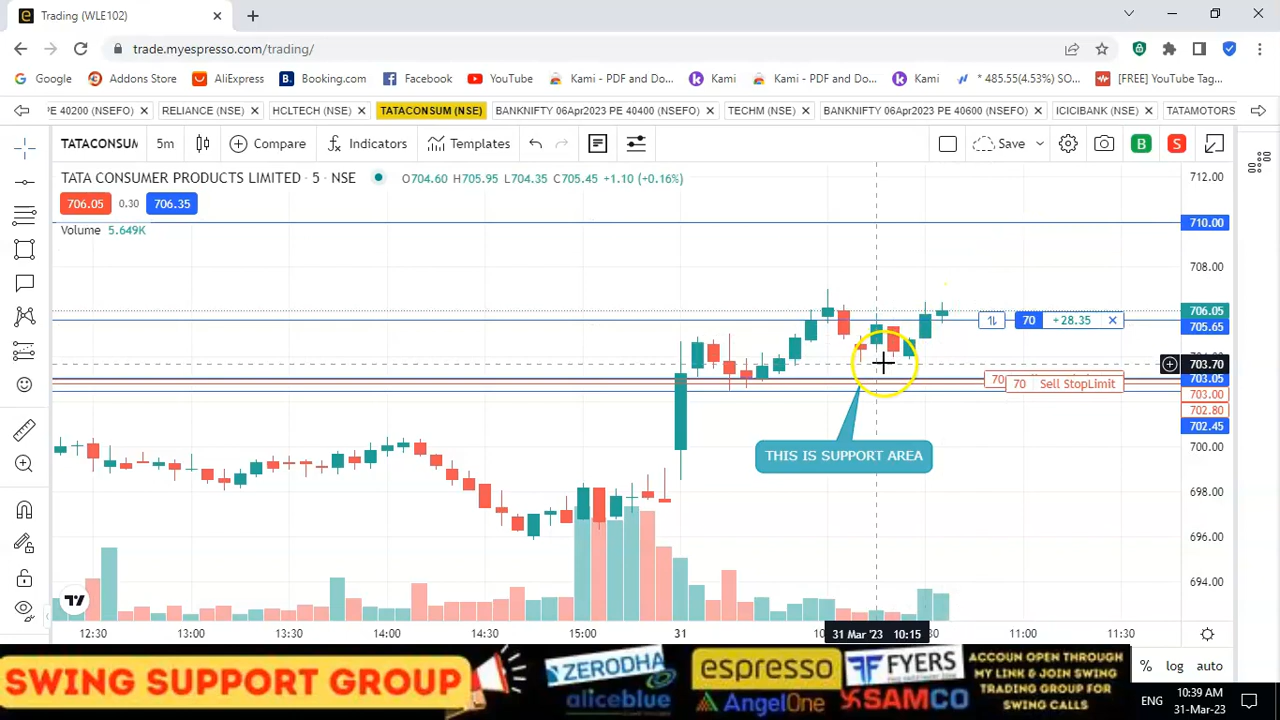 Trading (WLE102)
trade.myespresso.com/trading/
Google
Addons Store
AliExpress
B. Booking.com
Facebook
YouTube
Kami - PDF and Do...
Kami
Kami - PDF and Do...
Kami
* 485.55(4.53%) SO...
[FREE] YouTube Tag...
PE 40200 (NSEFO)
RELIANCE (NSE)
HCLTECH (NSE)
TATACONSUM (NSE)
BANKNIFTY 06Apr2023 PE 40400 (NSEFO)
TECHM (NSE)
BANKNIFTY 06Apr2023 PE 40600 (NSEFO)
ICICIBANK (NSE)
TATAMOTORS
TATACONSUM
5m
Compare
Indicators
Templates
Save
B
S
TATA CONSUMER PRODUCTS LIMITED · 5 · NSE
O704.60 H705.95 L704.35 C705.45 +1.10 (+0.16%)
706.05
0.30
706.35
Volume 5.649K
712.00
710.00
708.00
706.05
705.65
70 +28.35
703.70
703.05
70
70 Sell StopLimit
703.00
702.80
702.45
700.00
698.00
696.00
694.00
THIS IS SUPPORT AREA
12:30
13:00
13:30
14:00
14:30
15:00
31
31 Mar '23 10:15
11:00
11:30
SWING SUPPORT GROUP
ZERODHA
aliceblue
espresso
AngelOne
FYERS
SAMCO
ACCOUN OPEN THROUGH
MY LINK & JOIN SWING
TRADING GROUP FOR
SWING CALLS
% log auto
ENG
10:39 AM
31-Mar-23